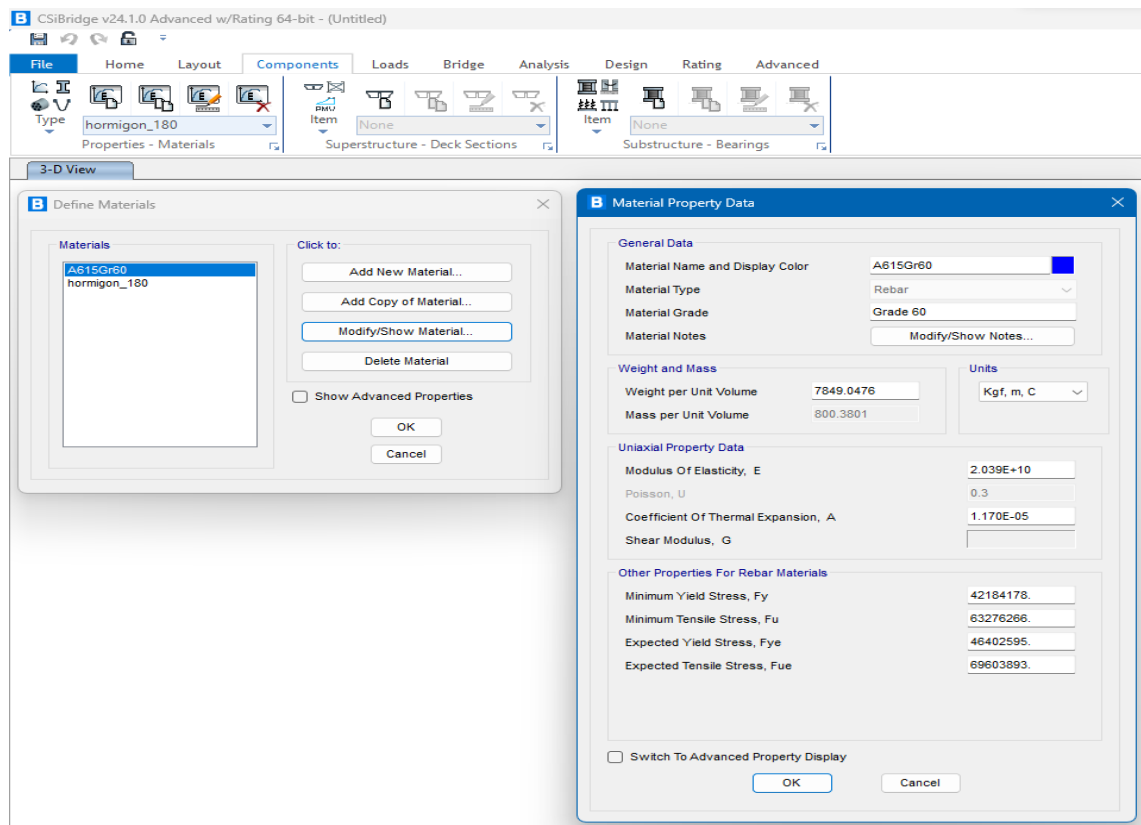 CSiBridge v24.1.0 Advanced w/Rating 64-bit - (Untitled)
File Home Layout Components Loads Bridge Analysis Design Rating Advanced
Type
hormigon_180
Properties - Materials
PMM
Item
None
Superstructure - Deck Sections
Item
None
Substructure - Bearings
3-D View
B Define Materials
Materials
A615Gr60
hormigon_180
Click to:
Add New Material...
Add Copy of Material...
Modify/Show Material...
Delete Material
Show Advanced Properties
OK
Cancel
B Material Property Data
General Data
Material Name and Display Color A615Gr60
Material Type Rebar
Material Grade Grade 60
Material Notes Modify/Show Notes...
Weight and Mass
Weight per Unit Volume 7849.0476
Mass per Unit Volume 800.3801
Units
Kgf, m, C
Uniaxial Property Data
Modulus Of Elasticity, E 2.039E+10
Poisson, U 0.3
Coefficient Of Thermal Expansion, A 1.170E-05
Shear Modulus, G
Other Properties For Rebar Materials
Minimum Yield Stress, Fy 42184178.
Minimum Tensile Stress, Fu 63276266.
Expected Yield Stress, Fye 46402595.
Expected Tensile Stress, Fue 69603893.
Switch To Advanced Property Display
OK Cancel